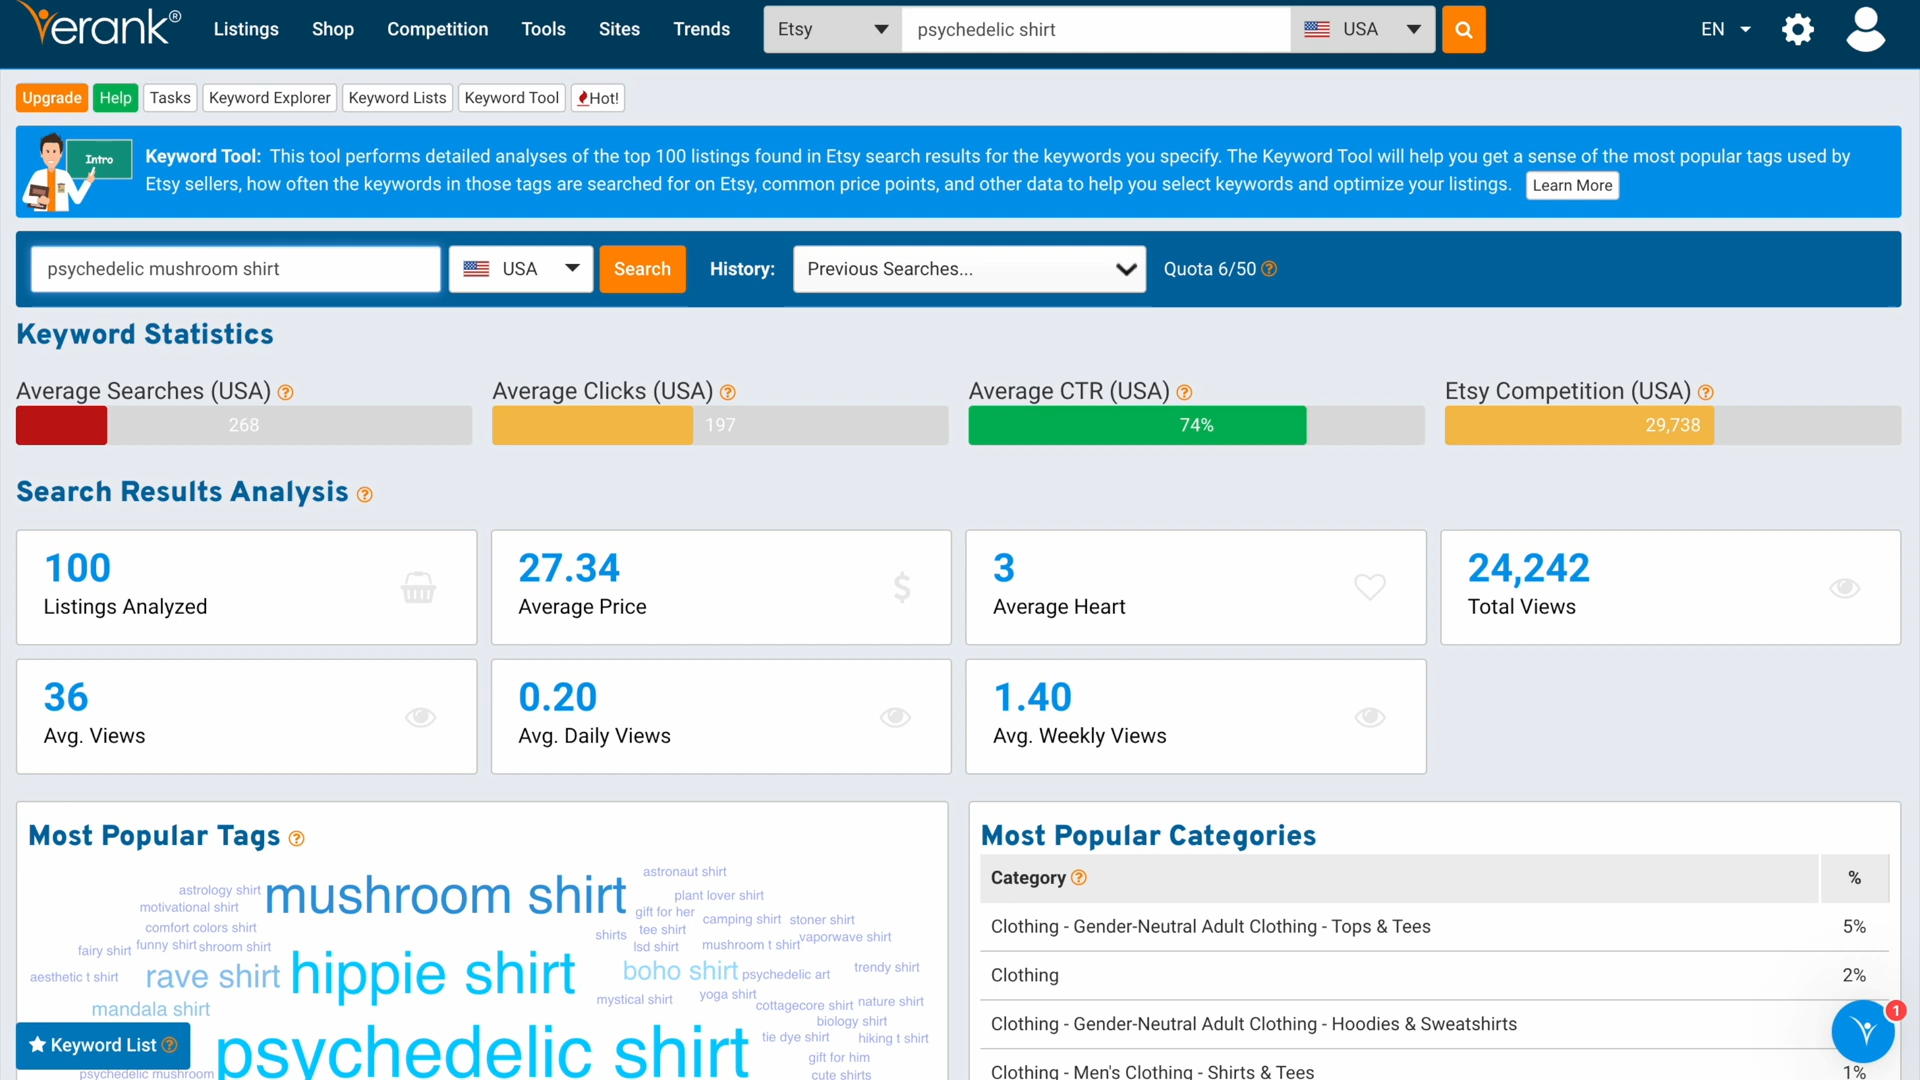 erank®
Listings Shop Competition Tools Sites Trends Etsy psychedelic shirt USA EN
Upgrade Help Tasks Keyword Explorer Keyword Lists Keyword Tool Hot!
Intro
Keyword Tool: This tool performs detailed analyses of the top 100 listings found in Etsy search results for the keywords you specify. The Keyword Tool will help you get a sense of the most popular tags used by
Etsy sellers, how often the keywords in those tags are searched for on Etsy, common price points, and other data to help you select keywords and optimize your listings. Learn More
psychedelic mushroom shirt USA Search History: Previous Searches... Quota 6/50 ?
Keyword Statistics
Average Searches (USA) ? Average Clicks (USA) ? Average CTR (USA) ? Etsy Competition (USA) ?
268 197 74% 29,738
Search Results Analysis ?
100 27.34 $ 3 24,242
Listings Analyzed Average Price Average Heart Total Views
36 0.20 1.40
Avg. Views Avg. Daily Views Avg. Weekly Views
Most Popular Tags ?
astronaut shirt
astrology shirt mushroom shirt plant lover shirt
motivational shirt gift for her camping shirt stoner shirt
comfort colors shirt shirts tee shirt
fairy shirt funny shirt shroom shirt lsd shirt mushroom t shirt vaporwave shirt
aesthetic t shirt rave shirt hippie shirt boho shirt psychedelic art trendy shirt
mystical shirt yoga shirt
mandala shirt cottagecore shirt nature shirt
biology shirt
psychedelic shirt tie dye shirt hiking t shirt
gift for him
psychedelic mushroom cute shirts
Keyword List ?
Most Popular Categories
Category ? %
Clothing - Gender-Neutral Adult Clothing - Tops & Tees 5%
Clothing 2%
Clothing - Gender-Neutral Adult Clothing - Hoodies & Sweatshirts
Clothing - Men's Clothing - Shirts & Tees 1%
1